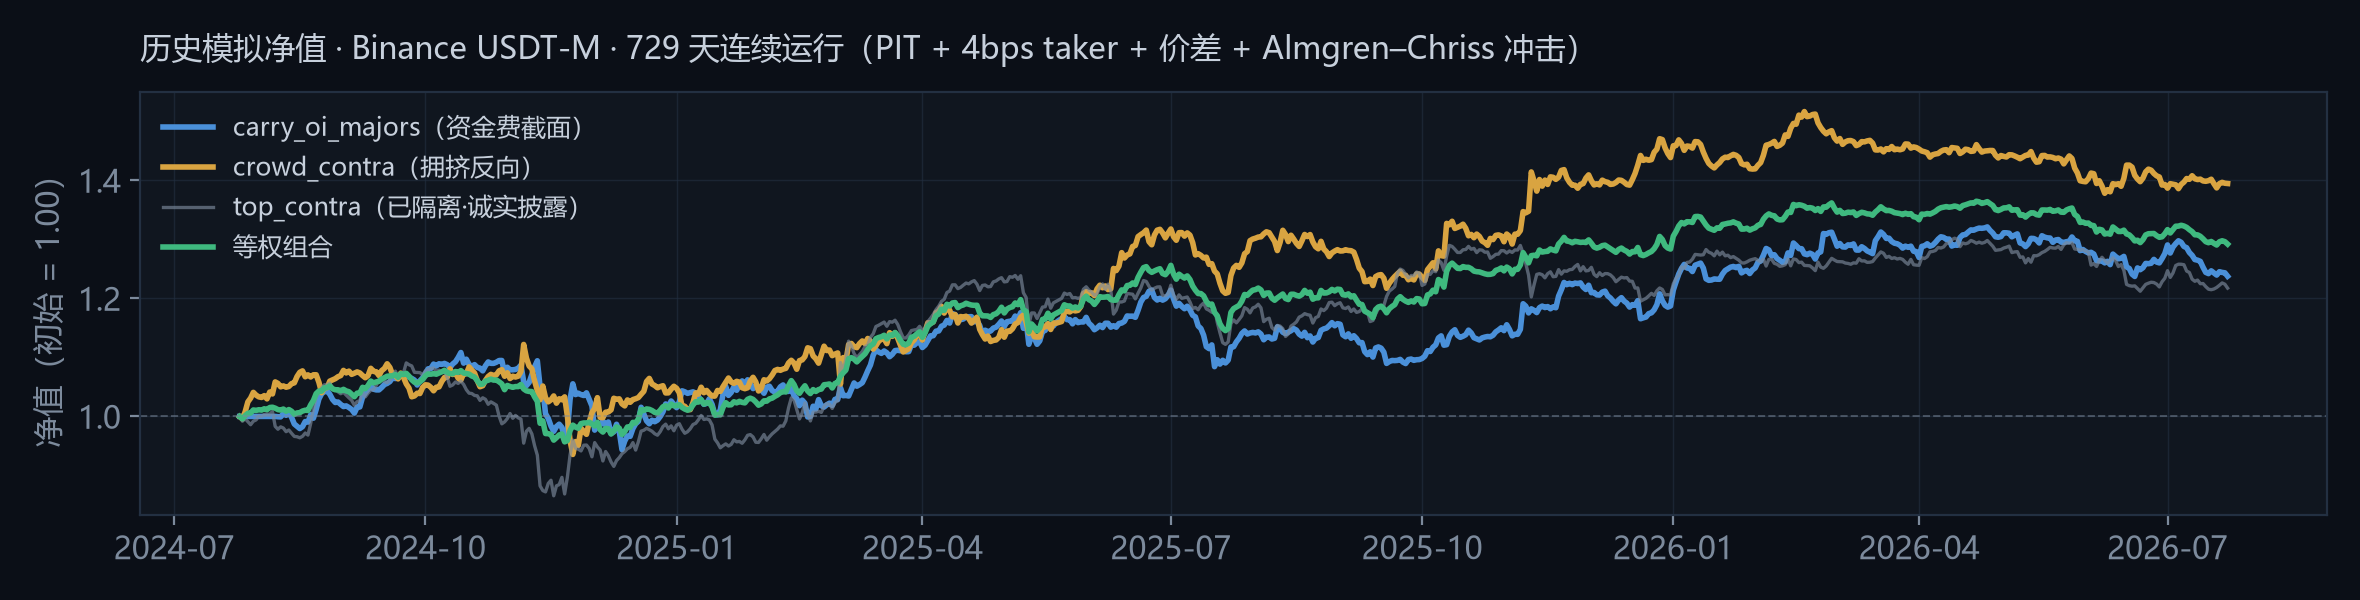 历史模拟净值 · Binance USDT-M · 729 天连续运行（PIT + 4bps taker + 价差 + Almgren–Chriss 冲击）
carry_oi_majors（资金费截面）
crowd_contra（拥挤反向）
top_contra（已隔离·诚实披露）
等权组合
净值（初始 = 1.00）
1.4
1.2
1.0
2024-07 2024-10 2025-01 2025-04 2025-07 2025-10 2026-01 2026-04 2026-07